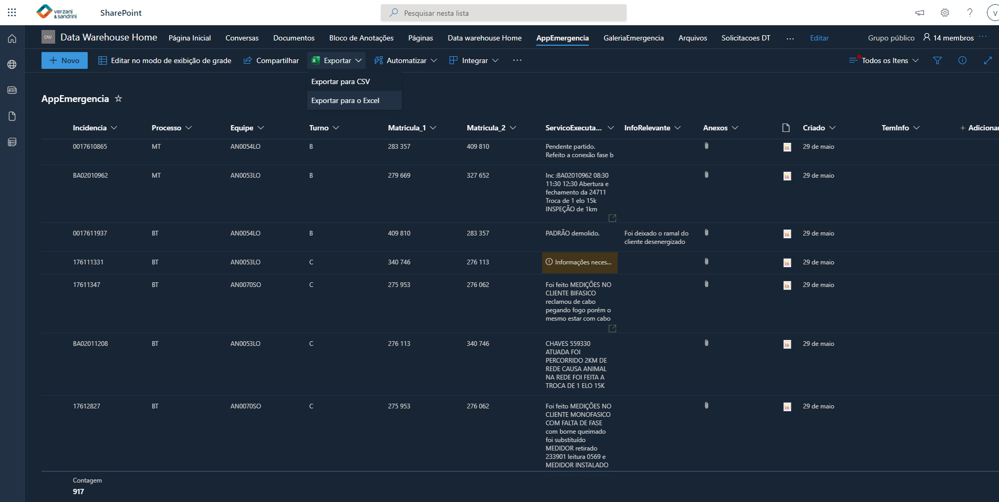 verzani & sandrini
SharePoint
Pesquisar nesta lista
V
DW
Data Warehouse Home
Página Inicial
Conversas
Documentos
Bloco de Anotações
Páginas
Data warehouse Home
AppEmergencia
GaleriaEmergencia
Arquivos
Solicitacoes DT
...
Editar
Grupo público
14 membros
Novo
Editar no modo de exibição de grade
Compartilhar
Exportar
Automatizar
Integrar
Todos os Itens
Exportar para CSV
Exportar para o Excel
AppEmergencia
Incidencia
Processo
Equipe
Turno
Matricula_1
Matricula_2
ServicoExecuta...
InfoRelevante
Anexos
Criado
TemInfo
+ Adicionar
0017610865
MT
AN0054LO
B
283 357
409 810
Pendente partido.
Refeito a conexão fase b
29 de maio
BA02010962
MT
AN0053LO
B
279 669
327 652
Inc :BA02010962 08:30
11:30 12:30 Abertura e
fechamento da 24711
Troca de 1 elo 15k
INSPEÇÃO de 1km
29 de maio
0017611937
BT
AN0054LO
B
409 810
283 357
PADRÃO demolido.
Foi deixado o ramal do
cliente desenergizado
29 de maio
176111331
BT
AN0053LO
C
340 746
276 113
Informações neces...
29 de maio
17611347
BT
AN0070SO
C
275 953
276 062
Foi feito MEDIÇÕES NO
CLIENTE BIFASICO
reclamou de cabo
pegando fogo porém o
mesmo estar com cabo
29 de maio
BA02011208
BT
AN0053LO
C
276 113
340 746
CHAVES 559330
ATUADA FOI
PERCORRIDO 2KM DE
REDE CAUSA ANIMAL
NA REDE FOI FEITA A
TROCA DE 1 ELO 15K
29 de maio
17612827
BT
AN0070SO
C
275 953
276 062
Foi feito MEDIÇÕES NO
CLIENTE MONOFASICO
COM FALTA DE FASE
com borne queimado
foi substituído
MEDIDOR retirado
233901 leitura 0569 e
MEDIDOR INSTALADO
29 de maio
Contagem
917